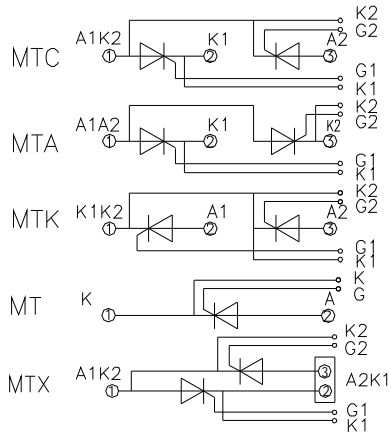 K2
G2
A1K2 K1 A2
MTC
1 2 3
G1
K1
K2
G2
A1A2 K1 K2
MTA
1 2 3
G1
K1
K2
G2
K1K2 A1 A2
MTK
1 2 3
G1
K1
K
G
K A
MT
1 2
K2
G2
3
A1K2 A2K1
MTX
1 2
G1
K1